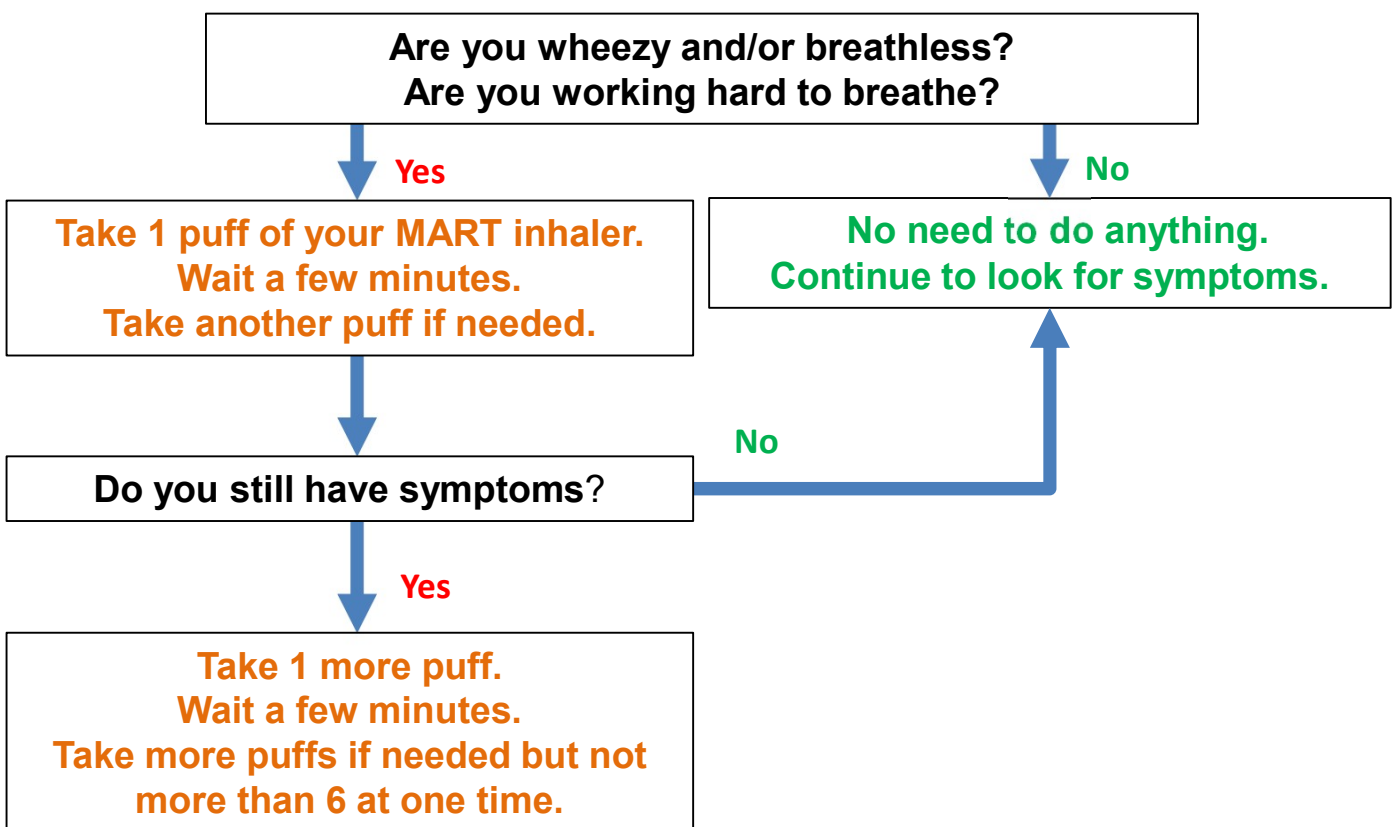 Are you wheezy and/or breathless?
Are you working hard to breathe?
Yes
No
Take 1 puff of your MART inhaler.
Wait a few minutes.
Take another puff if needed.
No need to do anything.
Continue to look for symptoms.
No
Do you still have symptoms?
Yes
Take 1 more puff.
Wait a few minutes.
Take more puffs if needed but not
more than 6 at one time.